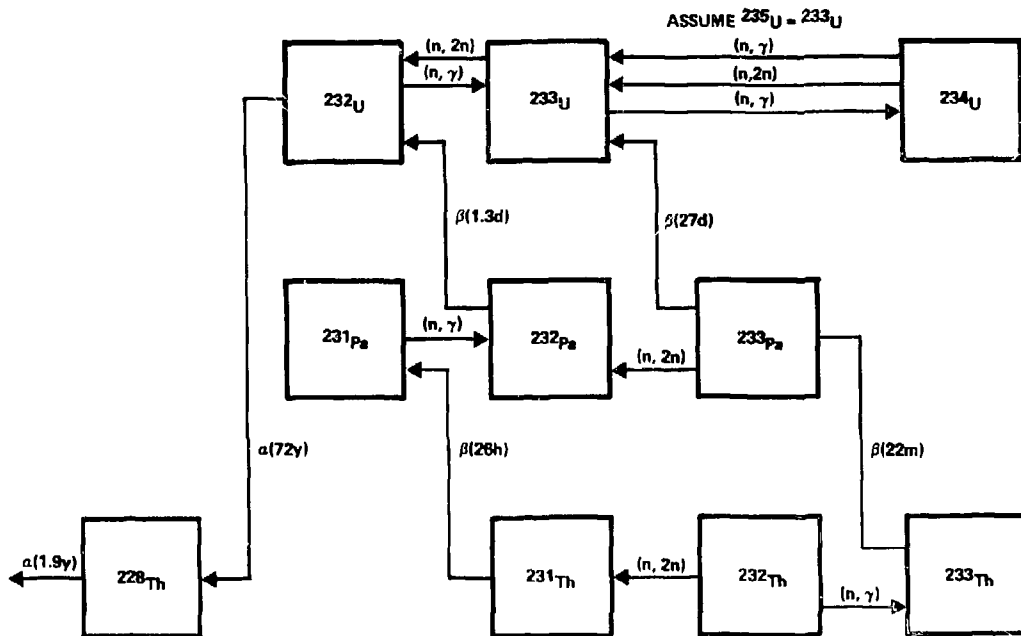 ASSUME ²³⁵U = ²³³U
(n, 2n)
(n, γ)
(n, γ)
(n,2n)
(n, γ)
²³²U
²³³U
²³⁴U
β(1.3d)
β(27d)
²³¹Pa
(n, γ)
²³²Pa
(n, 2n)
²³³Pa
α(72y)
β(26h)
β(22m)
α(1.9y)
²²⁸Th
²³¹Th
(n, 2n)
²³²Th
(n, γ)
²³³Th